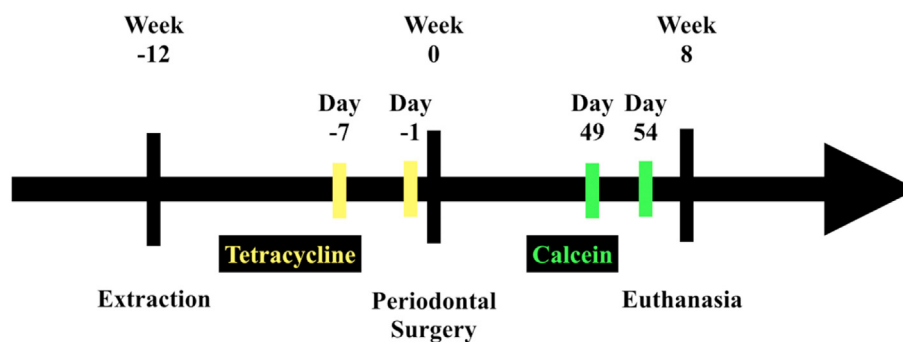 Week
-12
Week
0
Week
8
Day
-7
Day
-1
Day
49
Day
54
Tetracycline
Calcein
Extraction
Periodontal
Surgery
Euthanasia